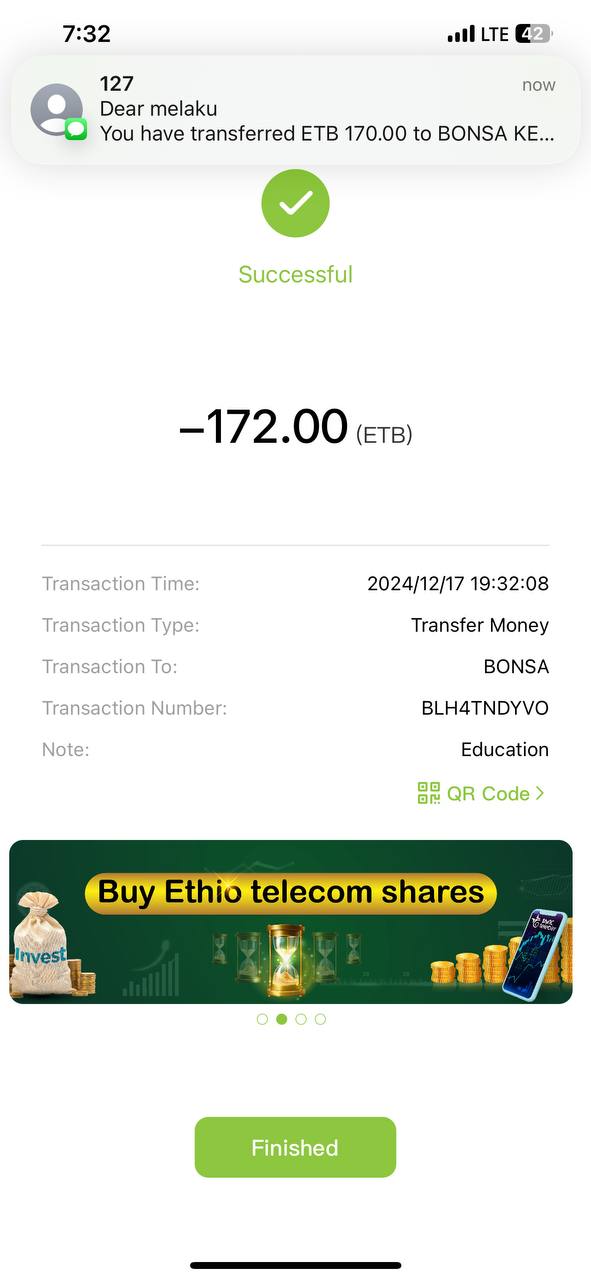 7:32
LTE 42
127
now
Dear melaku
You have transferred ETB 170.00 to BONSA KE...
Successful
–172.00 (ETB)
Transaction Time: 2024/12/17 19:32:08
Transaction Type: Transfer Money
Transaction To: BONSA
Transaction Number: BLH4TNDYVO
Note: Education
QR Code >
Buy Ethio telecom shares
Invest
Finished